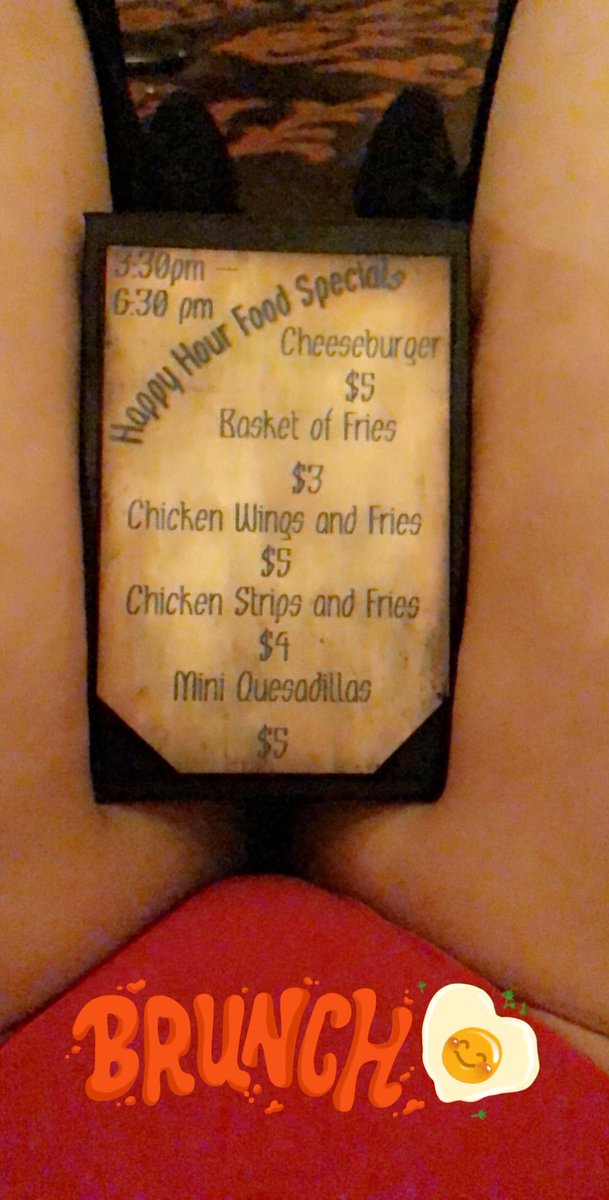 3:30pm –
6:30 pm
Happy Hour Food Specials
Cheeseburger
$5
Basket of Fries
$3
Chicken Wings and Fries
$5
Chicken Strips and Fries
$4
Mini Quesadillas
$5
BRUNCH